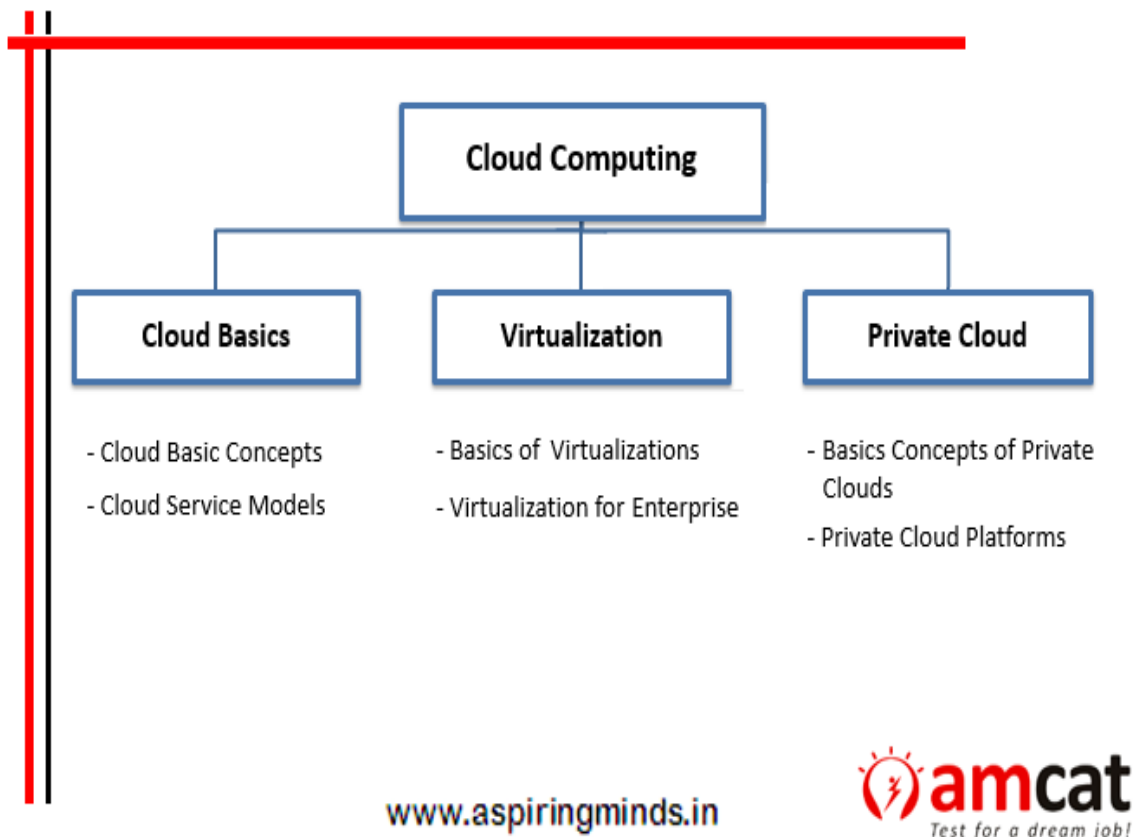 Cloud Computing
Cloud Basics
- Cloud Basic Concepts
- Cloud Service Models
Virtualization
- Basics of Virtualizations
- Virtualization for Enterprise
Private Cloud
- Basics Concepts of Private
Clouds
- Private Cloud Platforms
www.aspiringminds.in
amcat
Test for a dream job!